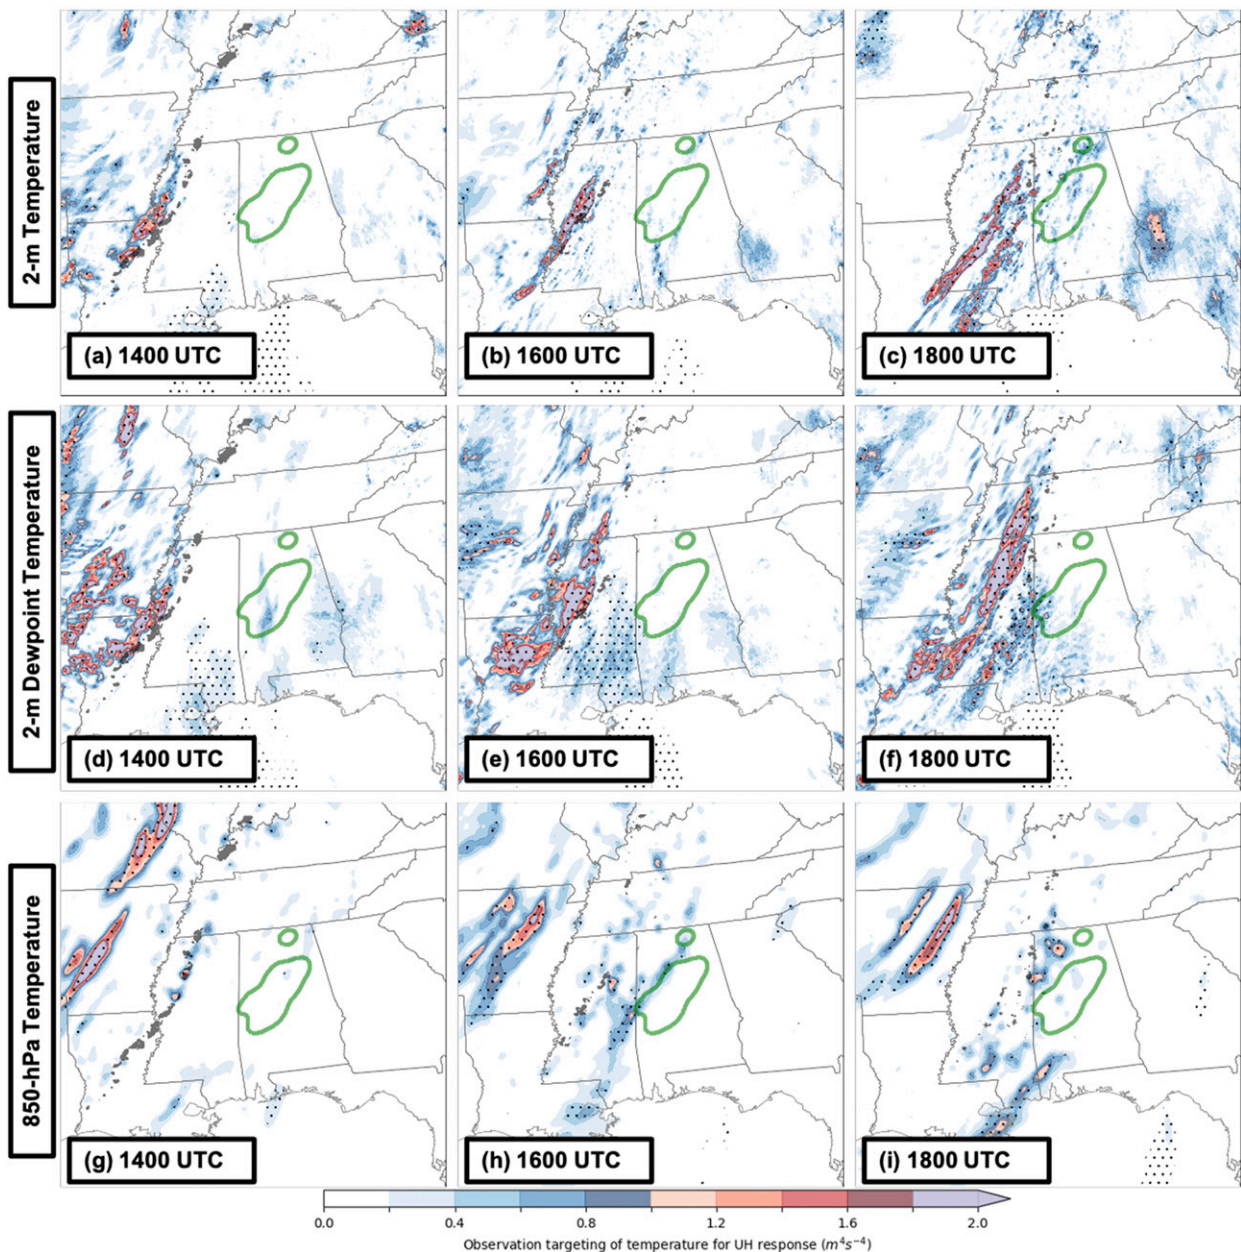 2-m Temperature
(a) 1400 UTC
(b) 1600 UTC
(c) 1800 UTC
2-m Dewpoint Temperature
(d) 1400 UTC
(e) 1600 UTC
(f) 1800 UTC
850-hPa Temperature
(g) 1400 UTC
(h) 1600 UTC
(i) 1800 UTC
0.0 0.4 0.8 1.2 1.6 2.0
Observation targeting of temperature for UH response (m⁴s⁻⁴)